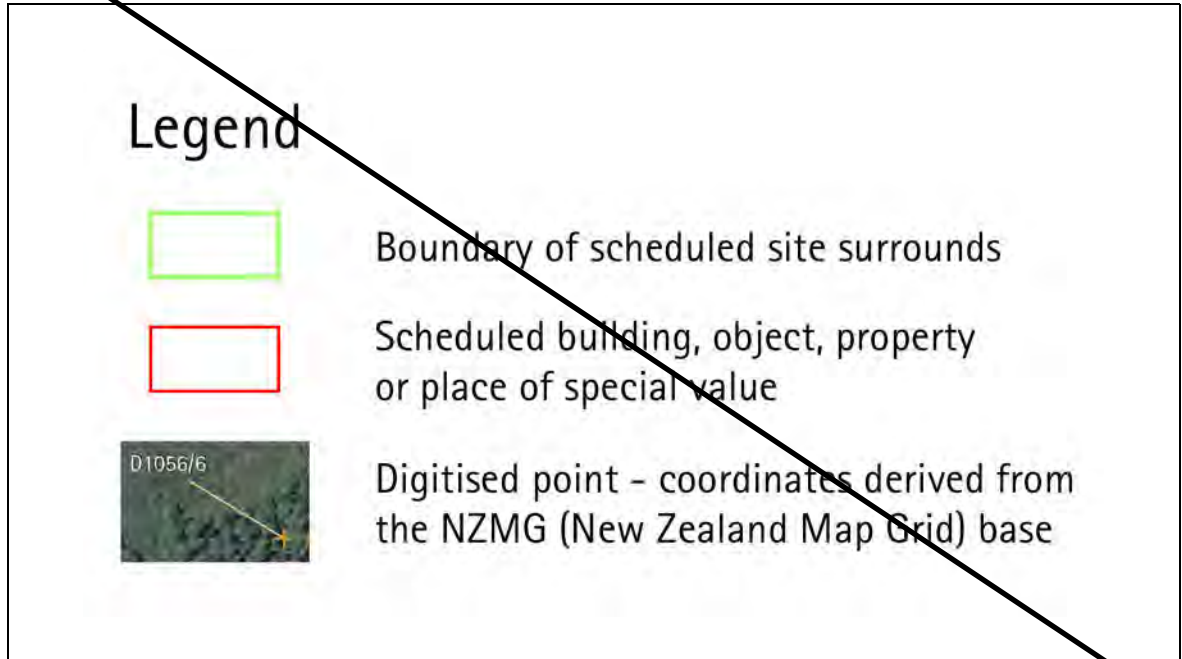 Legend
Boundary of scheduled site surrounds
Scheduled building, object, property
or place of special value
D1056/6
Digitised point - coordinates derived from
the NZMG (New Zealand Map Grid) base